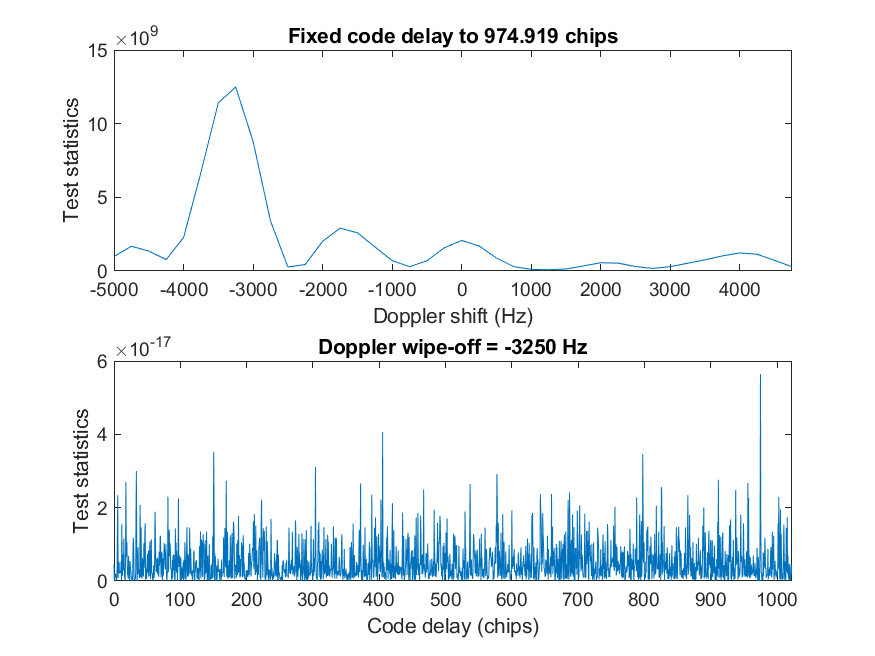 Fixed code delay to 974.919 chips
×10^9
15
10
5
0
Test statistics
-5000 -4000 -3000 -2000 -1000 0 1000 2000 3000 4000
Doppler shift (Hz)
Doppler wipe-off = -3250 Hz
×10^-17
6
4
2
0
Test statistics
0 100 200 300 400 500 600 700 800 900 1000
Code delay (chips)